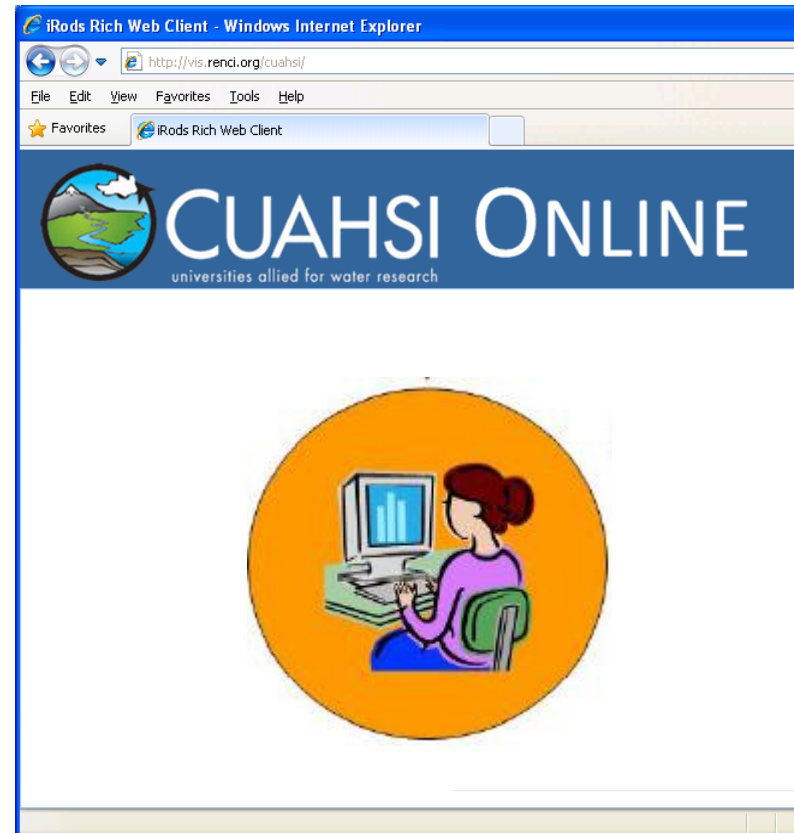 iRods Rich Web Client - Windows Internet Explorer
http://vis.renci.org/cuahsi/
File Edit View Favorites Tools Help
Favorites iRods Rich Web Client
CUAHSI ONLINE
universities allied for water research